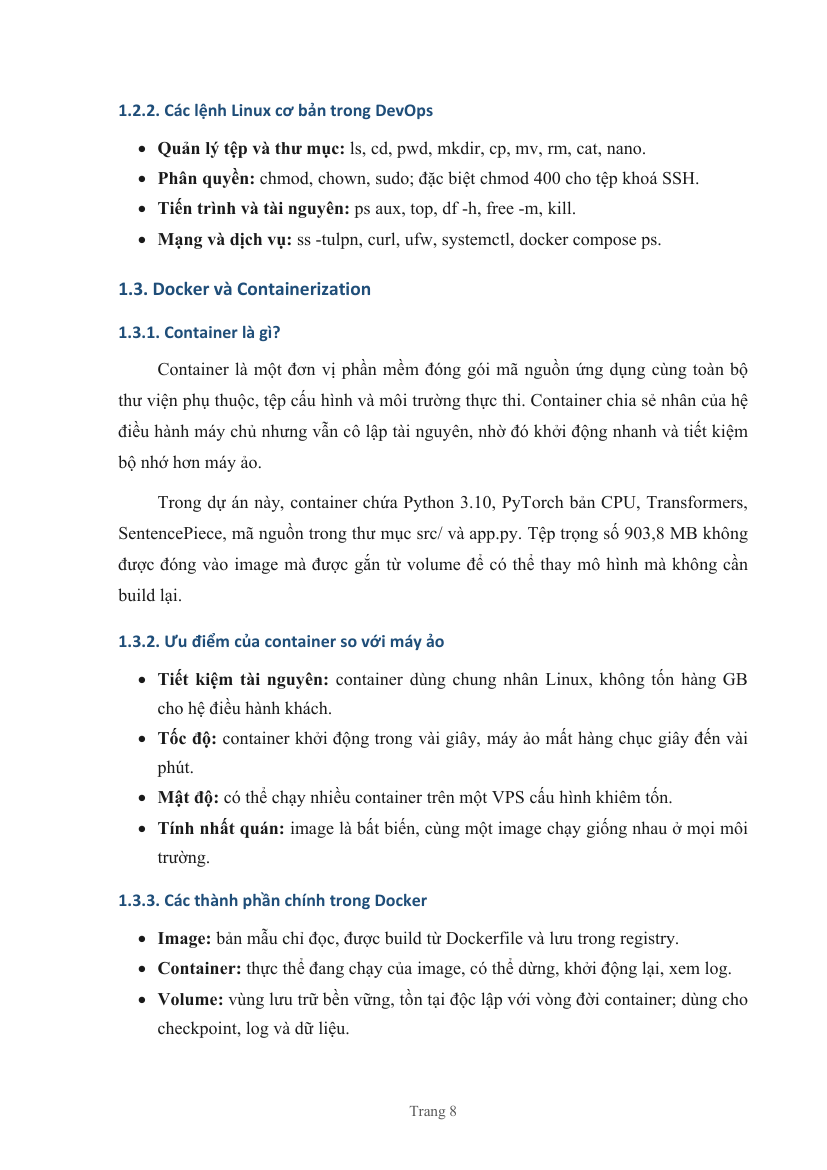 1.2.2. Các lệnh Linux cơ bản trong DevOps
• Quản lý tệp và thư mục: ls, cd, pwd, mkdir, cp, mv, rm, cat, nano.
• Phân quyền: chmod, chown, sudo; đặc biệt chmod 400 cho tệp khoá SSH.
• Tiến trình và tài nguyên: ps aux, top, df -h, free -m, kill.
• Mạng và dịch vụ: ss -tulpn, curl, ufw, systemctl, docker compose ps.
1.3. Docker và Containerization
1.3.1. Container là gì?
Container là một đơn vị phần mềm đóng gói mã nguồn ứng dụng cùng toàn bộ
thư viện phụ thuộc, tệp cấu hình và môi trường thực thi. Container chia sẻ nhân của hệ
điều hành máy chủ nhưng vẫn cô lập tài nguyên, nhờ đó khởi động nhanh và tiết kiệm
bộ nhớ hơn máy ảo.
Trong dự án này, container chứa Python 3.10, PyTorch bản CPU, Transformers,
SentencePiece, mã nguồn trong thư mục src/ và app.py. Tệp trọng số 903,8 MB không
được đóng vào image mà được gắn từ volume để có thể thay mô hình mà không cần
build lại.
1.3.2. Ưu điểm của container so với máy ảo
• Tiết kiệm tài nguyên: container dùng chung nhân Linux, không tốn hàng GB
cho hệ điều hành khách.
• Tốc độ: container khởi động trong vài giây, máy ảo mất hàng chục giây đến vài
phút.
• Mật độ: có thể chạy nhiều container trên một VPS cấu hình khiêm tốn.
• Tính nhất quán: image là bất biến, cùng một image chạy giống nhau ở mọi môi
trường.
1.3.3. Các thành phần chính trong Docker
• Image: bản mẫu chỉ đọc, được build từ Dockerfile và lưu trong registry.
• Container: thực thể đang chạy của image, có thể dừng, khởi động lại, xem log.
• Volume: vùng lưu trữ bền vững, tồn tại độc lập với vòng đời container; dùng cho
checkpoint, log và dữ liệu.
Trang 8